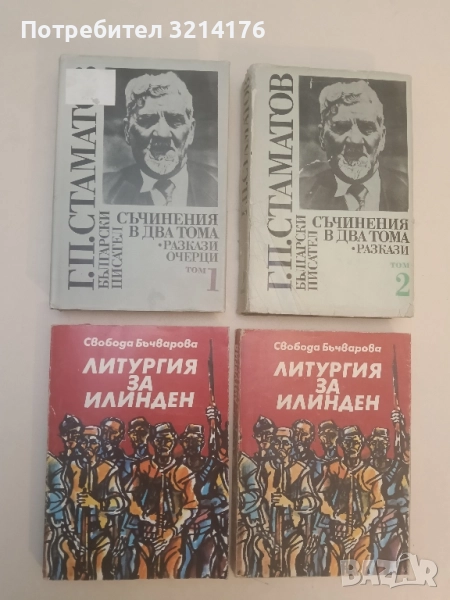 Потребител 3214176
Г.П.СТАМАТОВ
БЪЛГАРСКИ
ПИСАТЕЛ
СЪЧИНЕНИЯ
В ДВА ТОМА
•РАЗКАЗИ
ОЧЕРЦИ
ТОМ 1
Г.П.СТАМАТОВ
БЪЛГАРСКИ
ПИСАТЕЛ
СЪЧИНЕНИЯ
В ДВА ТОМА
•РАЗКАЗИ
ТОМ
2
Свобода Бъчварова
ЛИТУРГИЯ
ЗА
ИЛИНДЕН
Свобода Бъчварова
ЛИТУРГИЯ
ЗА
ИЛИНДЕН
BAZAR